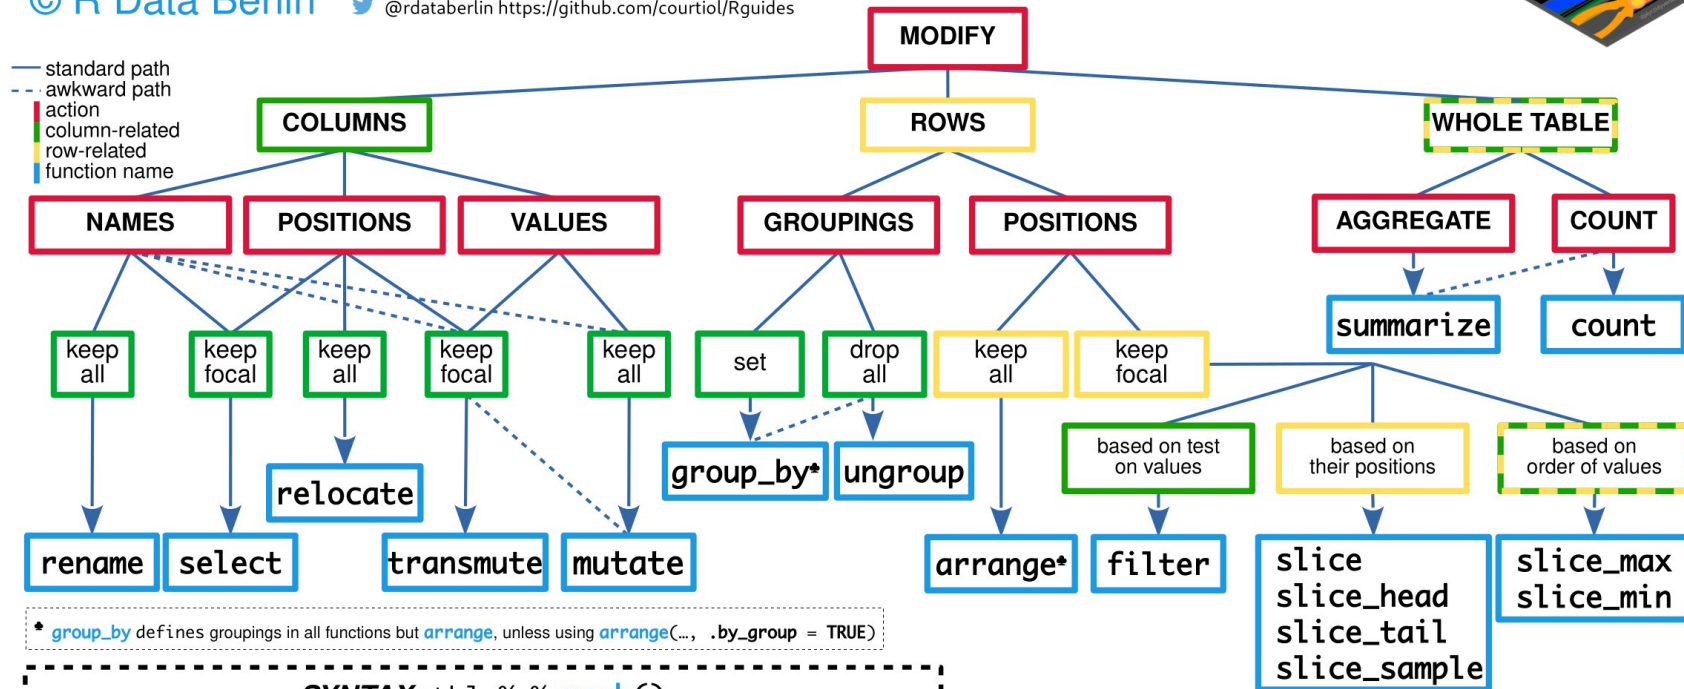 © R Data Berlin
@rdataberlin https://github.com/courtiol/Rguides
standard path
awkward path
action
column-related
row-related
function name
MODIFY
COLUMNS
ROWS
WHOLE TABLE
NAMES
POSITIONS
VALUES
GROUPINGS
POSITIONS
AGGREGATE
COUNT
summarize
count
keep
all
keep
focal
keep
all
keep
focal
keep
all
set
drop
all
keep
all
keep
focal
based on test
on values
based on
their positions
based on
order of values
relocate
group_by♣
ungroup
rename
select
transmute
mutate
arrange♣
filter
slice
slice_head
slice_tail
slice_sample
slice_max
slice_min
♣ group_by defines groupings in all functions but arrange, unless using arrange(…, .by_group = TRUE)
SYNTAX